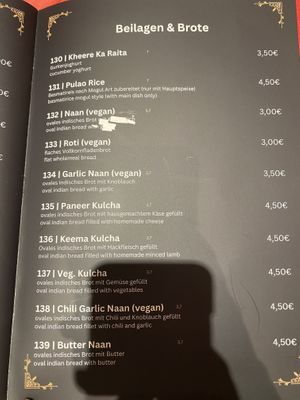 Beilagen & Brote
130 | Kheere Ka Raita 3,50€
Gurkenjoghurt
cucumber yoghurt
131 | Pulao Rice 4,50€
Basmatireis nach Mogul Art zubereitet (nur mit Hauptspeise)
basmatirice mogul style (with main dish only)
132 | Naan (vegan) 3,00€
ovales indisches Brot
oval indian bread
133 | Roti (vegan) 3,00€
flaches Vollkornfladenbrot
flat wholemeal bread
134 | Garlic Naan (vegan) 3,50€
ovales indisches Brot mit Knoblauch
oval indian bread with garlic
135 | Paneer Kulcha 4,50€
ovales indisches Brot mit hausgemachtem Käse gefüllt
oval indian bread filled with homemade cheese
136 | Keema Kulcha 4,50€
ovales indisches Brot mit Hackfleisch gefüllt
oval indian bread filled with homemade minced lamb
137 | Veg. Kulcha 3,7 4,50€
ovales indisches Brot mit Gemüse gefüllt
oval indian bread filled with vegetables
138 | Chili Garlic Naan (vegan) 3,7 4,50€
ovales indisches Brot mit Chili und Knoblauch gefüllt
oval indian bread filled with chili and garlic
139 | Butter Naan 3,7 4,50€
ovales indisches Brot mit Butter
oval indian bread with butter